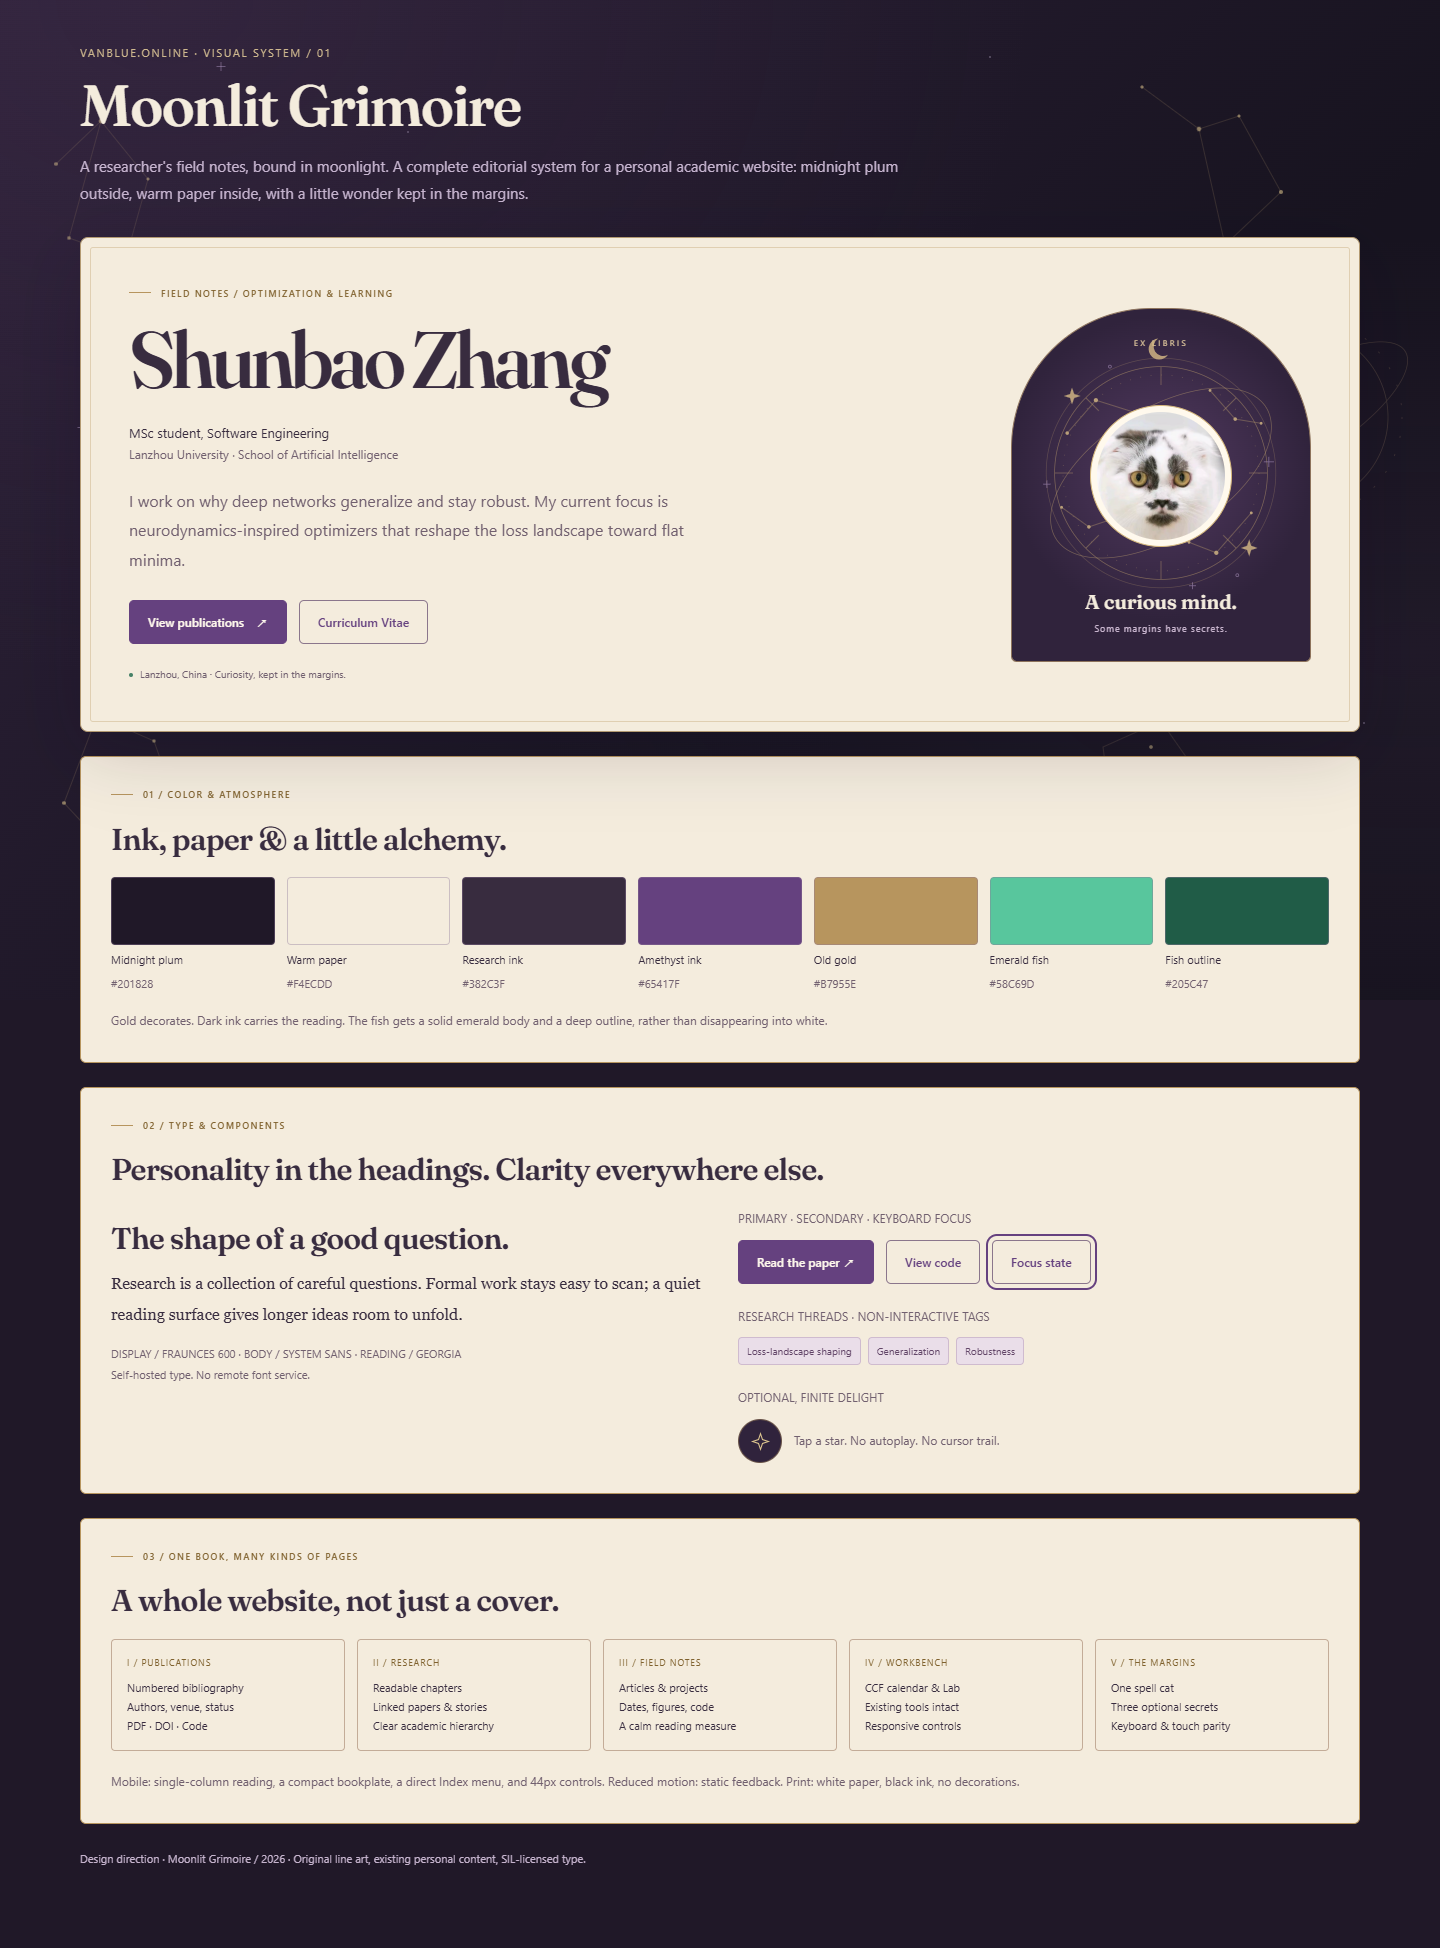 VANBLUE.ONLINE · VISUAL SYSTEM / 01
Moonlit Grimoire
A researcher's field notes, bound in moonlight. A complete editorial system for a personal academic website: midnight plum
outside, warm paper inside, with a little wonder kept in the margins.
FIELD NOTES / OPTIMIZATION & LEARNING
Shunbao Zhang
MSc student, Software Engineering
Lanzhou University · School of Artificial Intelligence
I work on why deep networks generalize and stay robust. My current focus is
neurodynamics-inspired optimizers that reshape the loss landscape toward flat
minima.
View publications ↗
Curriculum Vitae
Lanzhou, China · Curiosity, kept in the margins.
EX LIBRIS
A curious mind.
Some margins have secrets.
01 / COLOR & ATMOSPHERE
Ink, paper & a little alchemy.
Midnight plum
#201828
Warm paper
#F4ECDD
Research ink
#382C3F
Amethyst ink
#65417F
Old gold
#B7955E
Emerald fish
#58C69D
Fish outline
#205C47
Gold decorates. Dark ink carries the reading. The fish gets a solid emerald body and a deep outline, rather than disappearing into white.
02 / TYPE & COMPONENTS
Personality in the headings. Clarity everywhere else.
The shape of a good question.
Research is a collection of careful questions. Formal work stays easy to scan; a quiet
reading surface gives longer ideas room to unfold.
DISPLAY / FRAUNCES 600 · BODY / SYSTEM SANS · READING / GEORGIA
Self-hosted type. No remote font service.
PRIMARY · SECONDARY · KEYBOARD FOCUS
Read the paper ↗
View code
Focus state
RESEARCH THREADS · NON-INTERACTIVE TAGS
Loss-landscape shaping
Generalization
Robustness
OPTIONAL, FINITE DELIGHT
Tap a star. No autoplay. No cursor trail.
03 / ONE BOOK, MANY KINDS OF PAGES
A whole website, not just a cover.
I / PUBLICATIONS
Numbered bibliography
Authors, venue, status
PDF · DOI · Code
II / RESEARCH
Readable chapters
Linked papers & stories
Clear academic hierarchy
III / FIELD NOTES
Articles & projects
Dates, figures, code
A calm reading measure
IV / WORKBENCH
CCF calendar & Lab
Existing tools intact
Responsive controls
V / THE MARGINS
One spell cat
Three optional secrets
Keyboard & touch parity
Mobile: single-column reading, a compact bookplate, a direct Index menu, and 44px controls. Reduced motion: static feedback. Print: white paper, black ink, no decorations.
Design direction · Moonlit Grimoire / 2026 · Original line art, existing personal content, SIL-licensed type.